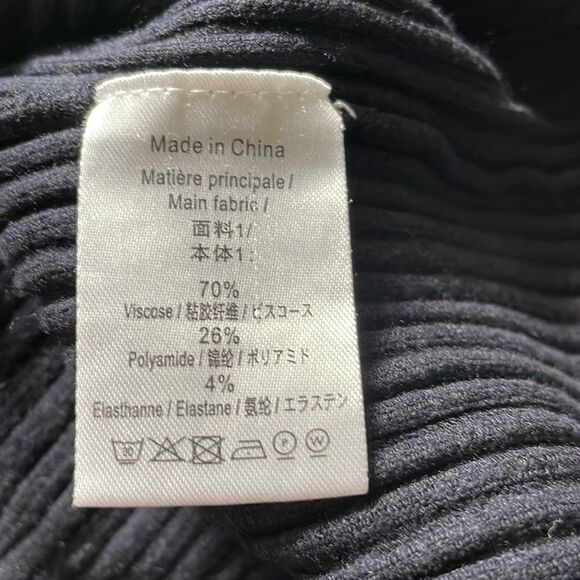 Made in China
Matière principale /
Main fabric /
面料1/
本体1:
70%
Viscose / 粘胶纤维 / ビスコース
26%
Polyamide / 锦纶 / ポリアミド
4%
Elasthanne / Elastane / 氨纶 / エラステン
30 P W